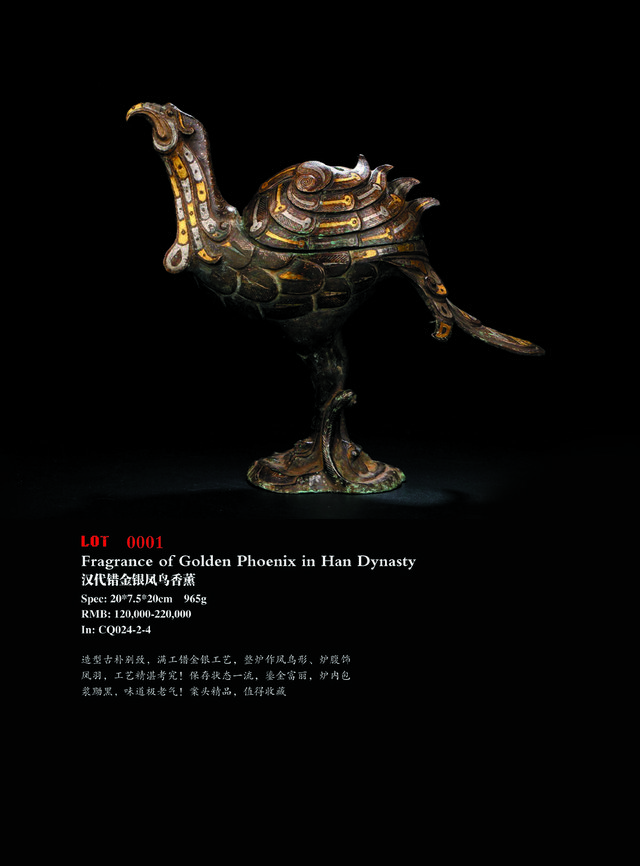 LOT 0001
Fragrance of Golden Phoenix in Han Dynasty
汉代错金银凤鸟香薰
Spec: 20*7.5*20cm 965g
RMB: 120,000-220,000
In: CQ024-2-4
造型古朴别致，满工错金银工艺，整炉作凤鸟形、炉腹饰
凤羽，工艺精湛考究！保存状态一流，鎏金富丽，炉内包
浆黝黑，味道极老气！案头精品，值得收藏